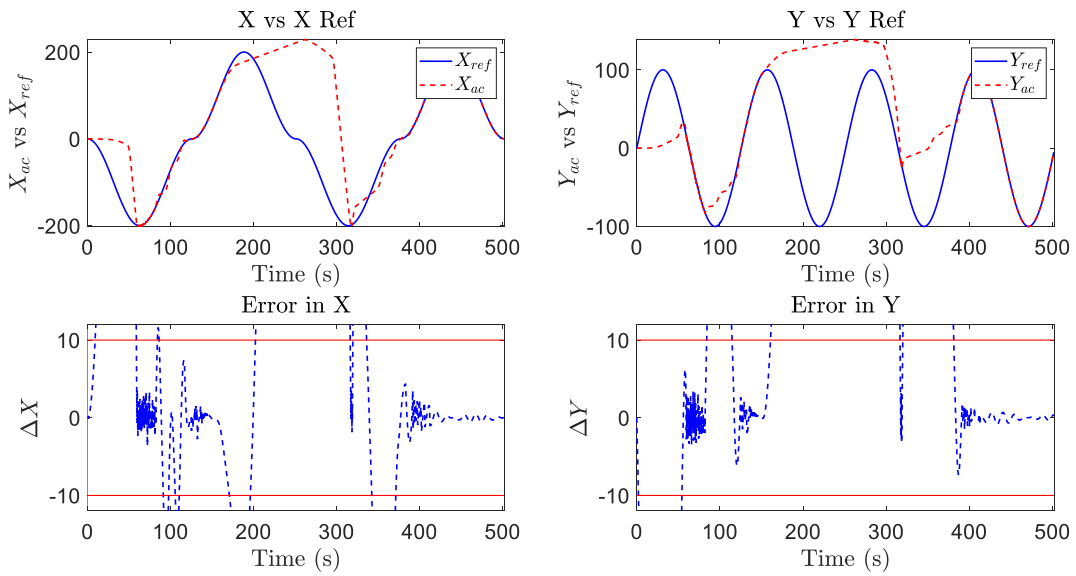 X vs X Ref
X_ac vs X_ref
200
0
-200
X_ref
X_ac
0 100 200 300 400 500
Time (s)
Y vs Y Ref
Y_ac vs Y_ref
100
0
-100
Y_ref
Y_ac
0 100 200 300 400 500
Time (s)
Error in X
ΔX
10
0
-10
0 100 200 300 400 500
Time (s)
Error in Y
ΔY
10
0
-10
0 100 200 300 400 500
Time (s)